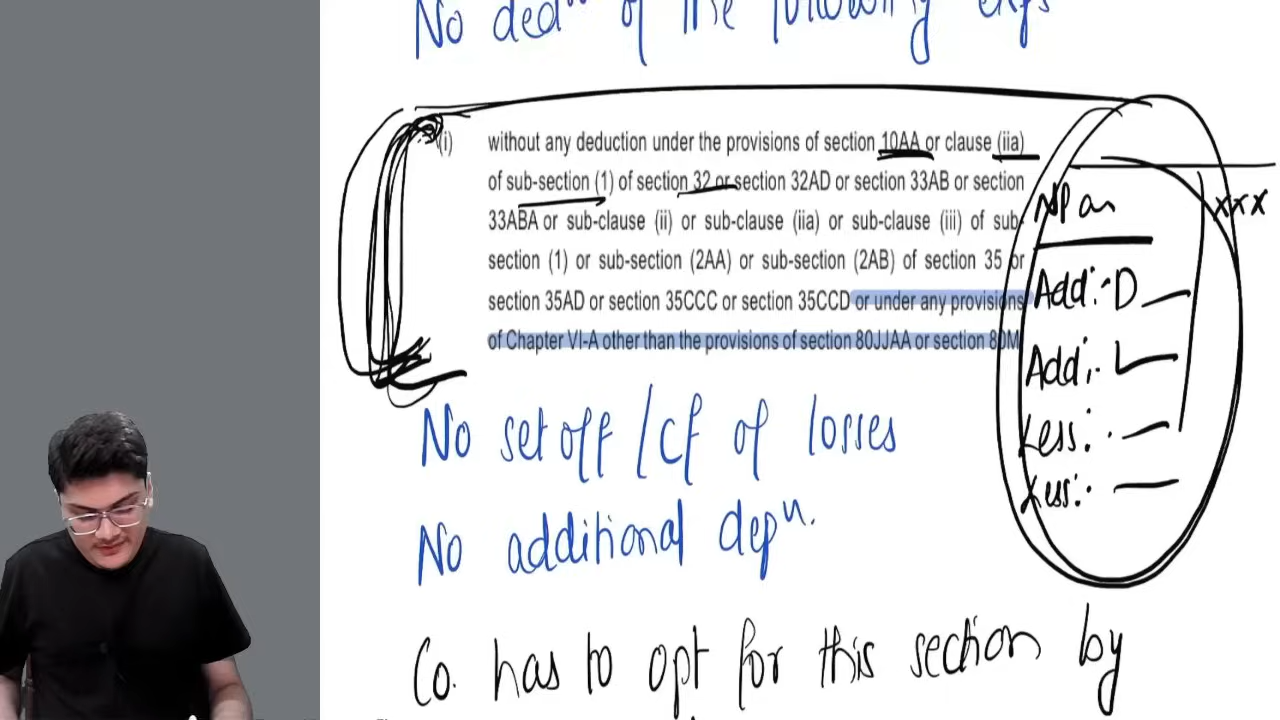 No dedⁿ of the following exps
(i) without any deduction under the provisions of section 10AA or clause (iia)
of sub-section (1) of section 32 or section 32AD or section 33AB or section
33ABA or sub-clause (ii) or sub-clause (iia) or sub-clause (iii) of sub-
section (1) or sub-section (2AA) or sub-section (2AB) of section 35 or
section 35AD or section 35CCC or section 35CCD or under any provisions
of Chapter VI-A other than the provisions of section 80JJAA or section 80M
NP as xxx
Add:- D
Add:-
Less:-
Less:-
No set off / cf of losses
No additional depⁿ.
Co. has to opt for this section by